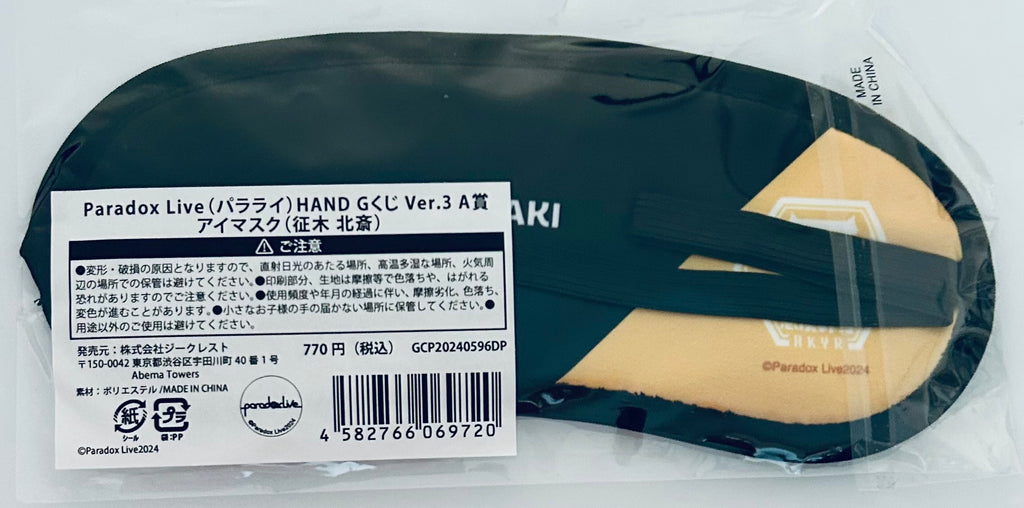 MADE
IN CHINA
AKI
©Paradox Live2024
Paradox Live(パラライ)HAND Gくじ Ver.3 A賞
アイマスク(征木 北斎)
ご注意
●変形・破損の原因となりますので、直射日光のあたる場所、高温多湿な場所、火気周
辺の場所での保管は避けてください。●印刷部分、生地は摩擦等で色落ちや、はがれる
恐れがありますのでご注意ください。●使用頻度や年月の経過に伴い、摩擦劣化、色落ち、
変色が進むことがあります。●小さなお子様の手の届かない場所に保管してください。●
用途以外のご使用は避けてください。
発売元:株式会社ジークレスト 770円(税込) GCP20240596DP
〒150-0042 東京都渋谷区宇田川町40番1号
Abema Towers
素材:ポリエステル/MADE IN CHINA
紙
シール
プラ
袋:PP
paradoxlive
©Paradox Live2024
4 582766 069720
©Paradox Live2024